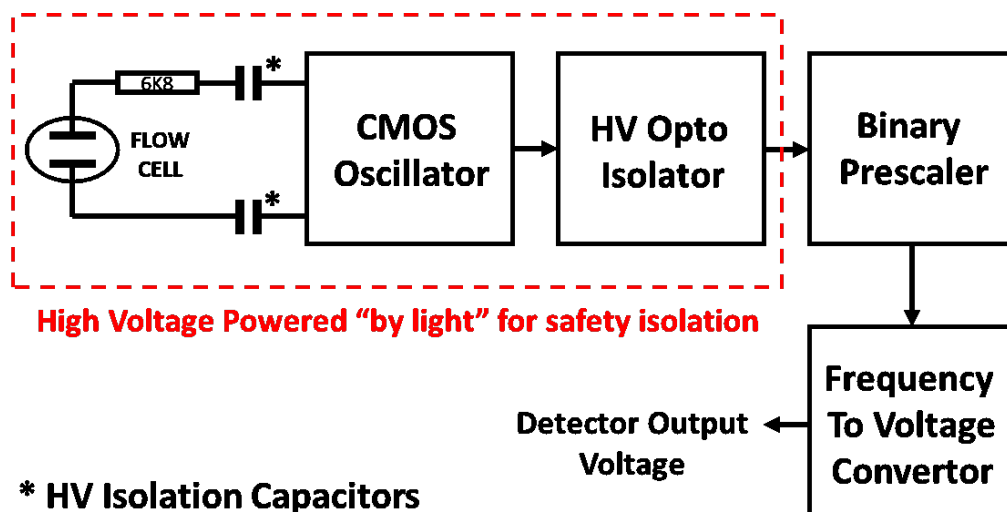 6K8
*
FLOW
CELL
*
CMOS
Oscillator
HV Opto
Isolator
Binary
Prescaler
High Voltage Powered “by light” for safety isolation
Frequency
To Voltage
Convertor
Detector Output
Voltage
* HV Isolation Capacitors